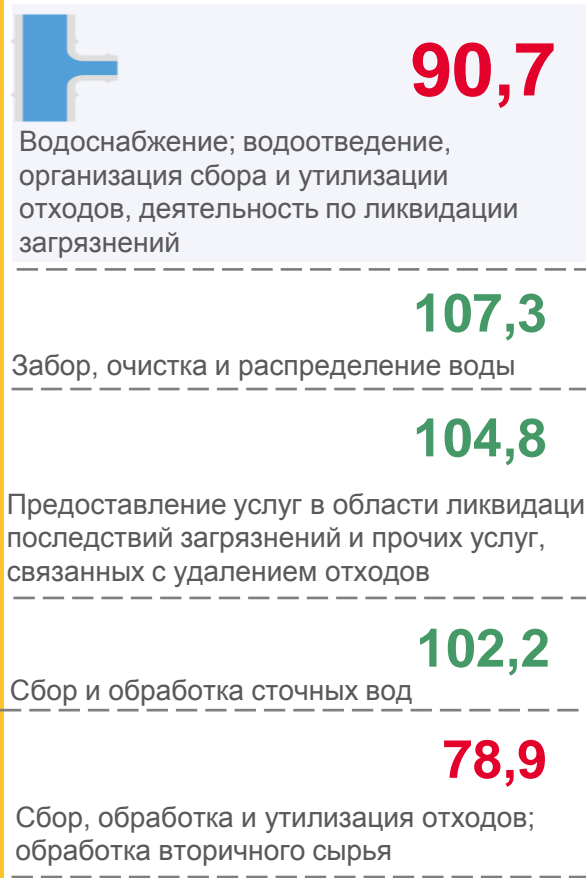 90,7
Водоснабжение; водоотведение,
организация сбора и утилизации
отходов, деятельность по ликвидации
загрязнений
107,3
Забор, очистка и распределение воды
104,8
Предоставление услуг в области ликвидаци
последствий загрязнений и прочих услуг,
связанных с удалением отходов
102,2
Сбор и обработка сточных вод
78,9
Сбор, обработка и утилизация отходов;
обработка вторичного сырья